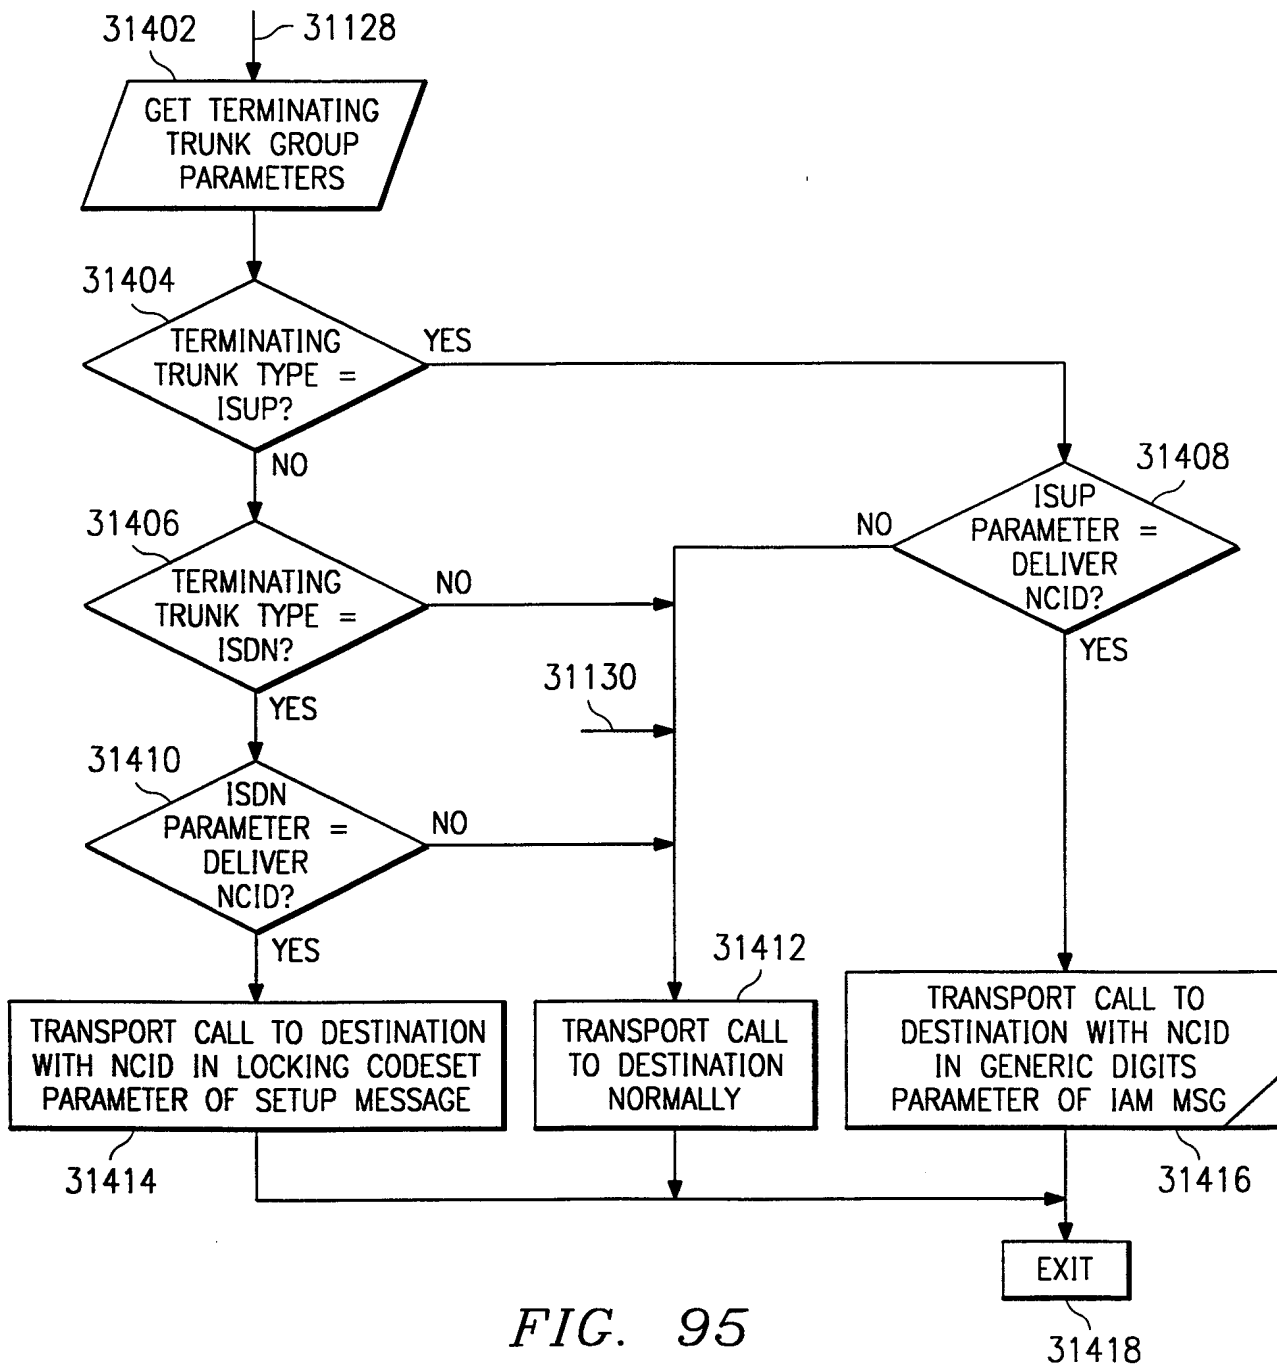 31402
31128
GET TERMINATING
TRUNK GROUP
PARAMETERS
31404
TERMINATING
TRUNK TYPE =
ISUP?
YES
NO
31408
ISUP
PARAMETER =
DELIVER
NCID?
NO
YES
31406
TERMINATING
TRUNK TYPE =
ISDN?
NO
YES
31130
31410
ISDN
PARAMETER =
DELIVER
NCID?
NO
YES
31412
TRANSPORT CALL TO DESTINATION
WITH NCID IN LOCKING CODESET
PARAMETER OF SETUP MESSAGE
31414
TRANSPORT CALL
TO DESTINATION
NORMALLY
TRANSPORT CALL TO
DESTINATION WITH NCID
IN GENERIC DIGITS
PARAMETER OF IAM MSG
31416
EXIT
31418
FIG. 95